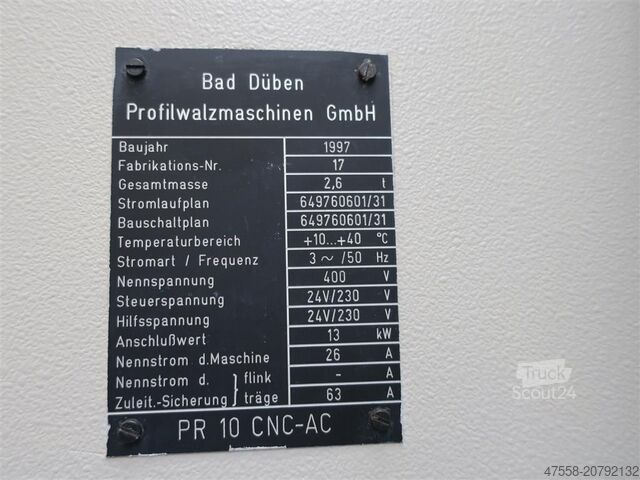 Bad Düben
Profilwalzmaschinen GmbH
Baujahr 1997
Fabrikations-Nr. 17
Gesamtmasse 2,6 t
Stromlaufplan 649760601/31
Bauschaltplan 649760601/31
Temperaturbereich +10...+40 °C
Stromart / Frequenz 3 ~ /50 Hz
Nennspannung 400 V
Steuerspannung 24V/230 V
Hilfsspannung 24V/230 V
Anschlußwert 13 kW
Nennstrom d.Maschine 26 A
Nennstrom d. } flink - A
Zuleit.-Sicherung } träge 63 A
PR 10 CNC-AC
Truck
Scout24
47558-20792132